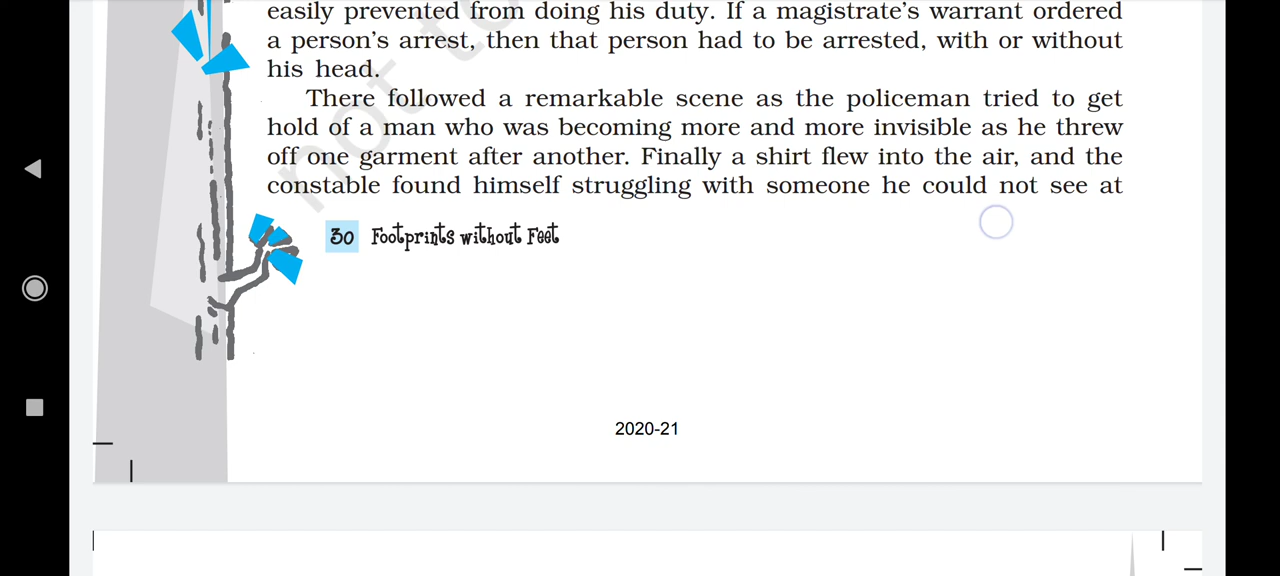 easily prevented from doing his duty. If a magistrate's warrant ordered
a person's arrest, then that person had to be arrested, with or without
his head.
There followed a remarkable scene as the policeman tried to get
hold of a man who was becoming more and more invisible as he threw
off one garment after another. Finally a shirt flew into the air, and the
constable found himself struggling with someone he could not see at
30 Footprints without Feet
2020-21
not to